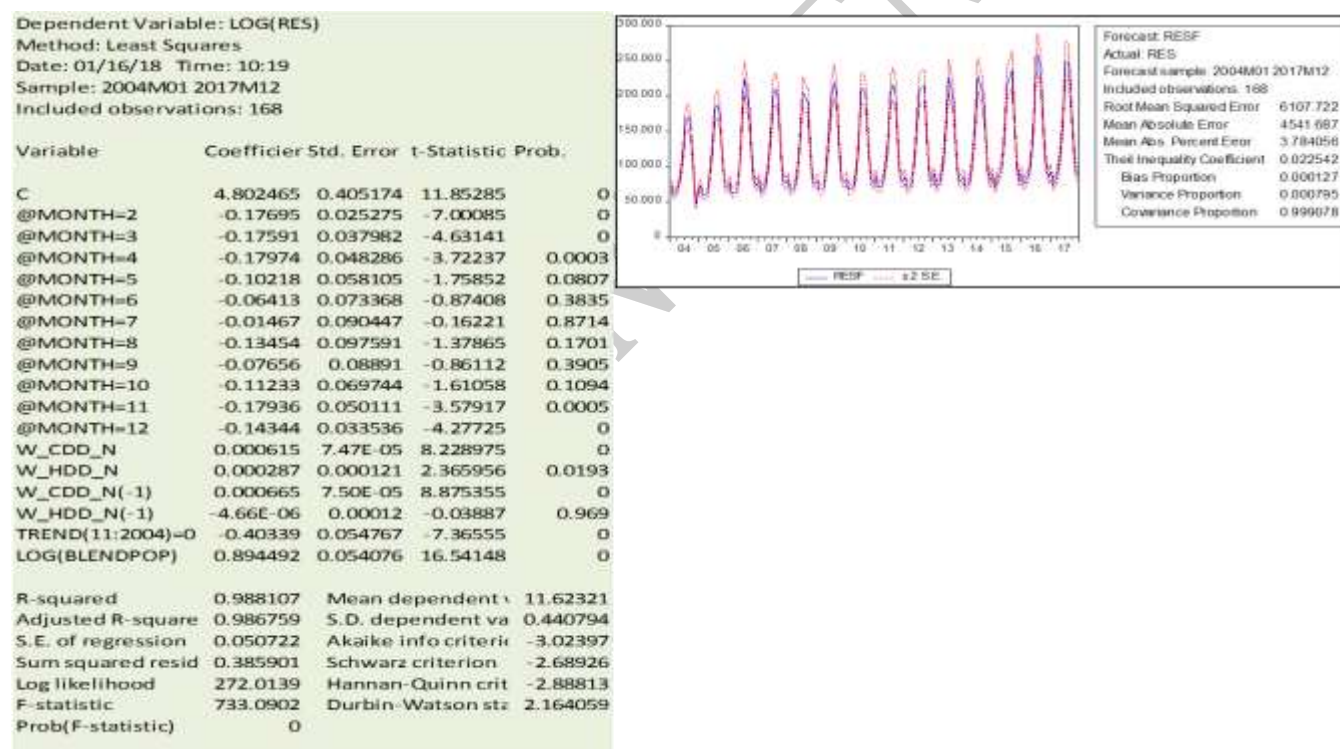 Dependent Variable: LOG(RES)
Method: Least Squares
Date: 01/16/18 Time: 10:19
Sample: 2004M01 2017M12
Included observations: 168
Variable Coefficier Std. Error t-Statistic Prob.
C 4.802465 0.405174 11.85285 0
@MONTH=2 -0.17695 0.025275 -7.00085 0
@MONTH=3 -0.17591 0.037982 -4.63141 0
@MONTH=4 -0.17974 0.048286 -3.72237 0.0003
@MONTH=5 -0.10218 0.058105 -1.75852 0.0807
@MONTH=6 -0.06413 0.073368 -0.87408 0.3835
@MONTH=7 -0.01467 0.090447 -0.16221 0.8714
@MONTH=8 -0.13454 0.097591 -1.37865 0.1701
@MONTH=9 -0.07656 0.08891 -0.86112 0.3905
@MONTH=10 -0.11233 0.069744 -1.61058 0.1094
@MONTH=11 -0.17936 0.050111 -3.57917 0.0005
@MONTH=12 -0.14344 0.033536 -4.27725 0
W_CDD_N 0.000615 7.47E-05 8.228975 0
W_HDD_N 0.000287 0.000121 2.365956 0.0193
W_CDD_N(-1) 0.000665 7.50E-05 8.875355 0
W_HDD_N(-1) -4.66E-06 0.00012 -0.03887 0.969
TREND(11:2004)=0 -0.40339 0.054767 -7.36555 0
LOG(BLENDPOP) 0.894492 0.054076 16.54148 0
R-squared 0.988107 Mean dependent v 11.62321
Adjusted R-square 0.986759 S.D. dependent va 0.440794
S.E. of regression 0.050722 Akaike info criteri -3.02397
Sum squared resid 0.385901 Schwarz criterion -2.68926
Log likelihood 272.0139 Hannan-Quinn crit -2.88813
F-statistic 733.0902 Durbin-Watson sta 2.164059
Prob(F-statistic) 0
300,000
250,000
200,000
150,000
100,000
50,000
0
04 05 06 07 08 09 10 11 12 13 14 15 16 17
RESF ± 2 S.E.
Forecast: RESF
Actual: RES
Forecast sample: 2004M01 2017M12
Included observations: 168
Root Mean Squared Error 6107.722
Mean Absolute Error 4541.687
Mean Abs. Percent Error 3.784056
Theil Inequality Coefficient 0.022542
Bias Proportion 0.000127
Variance Proportion 0.000795
Covariance Proportion 0.999078